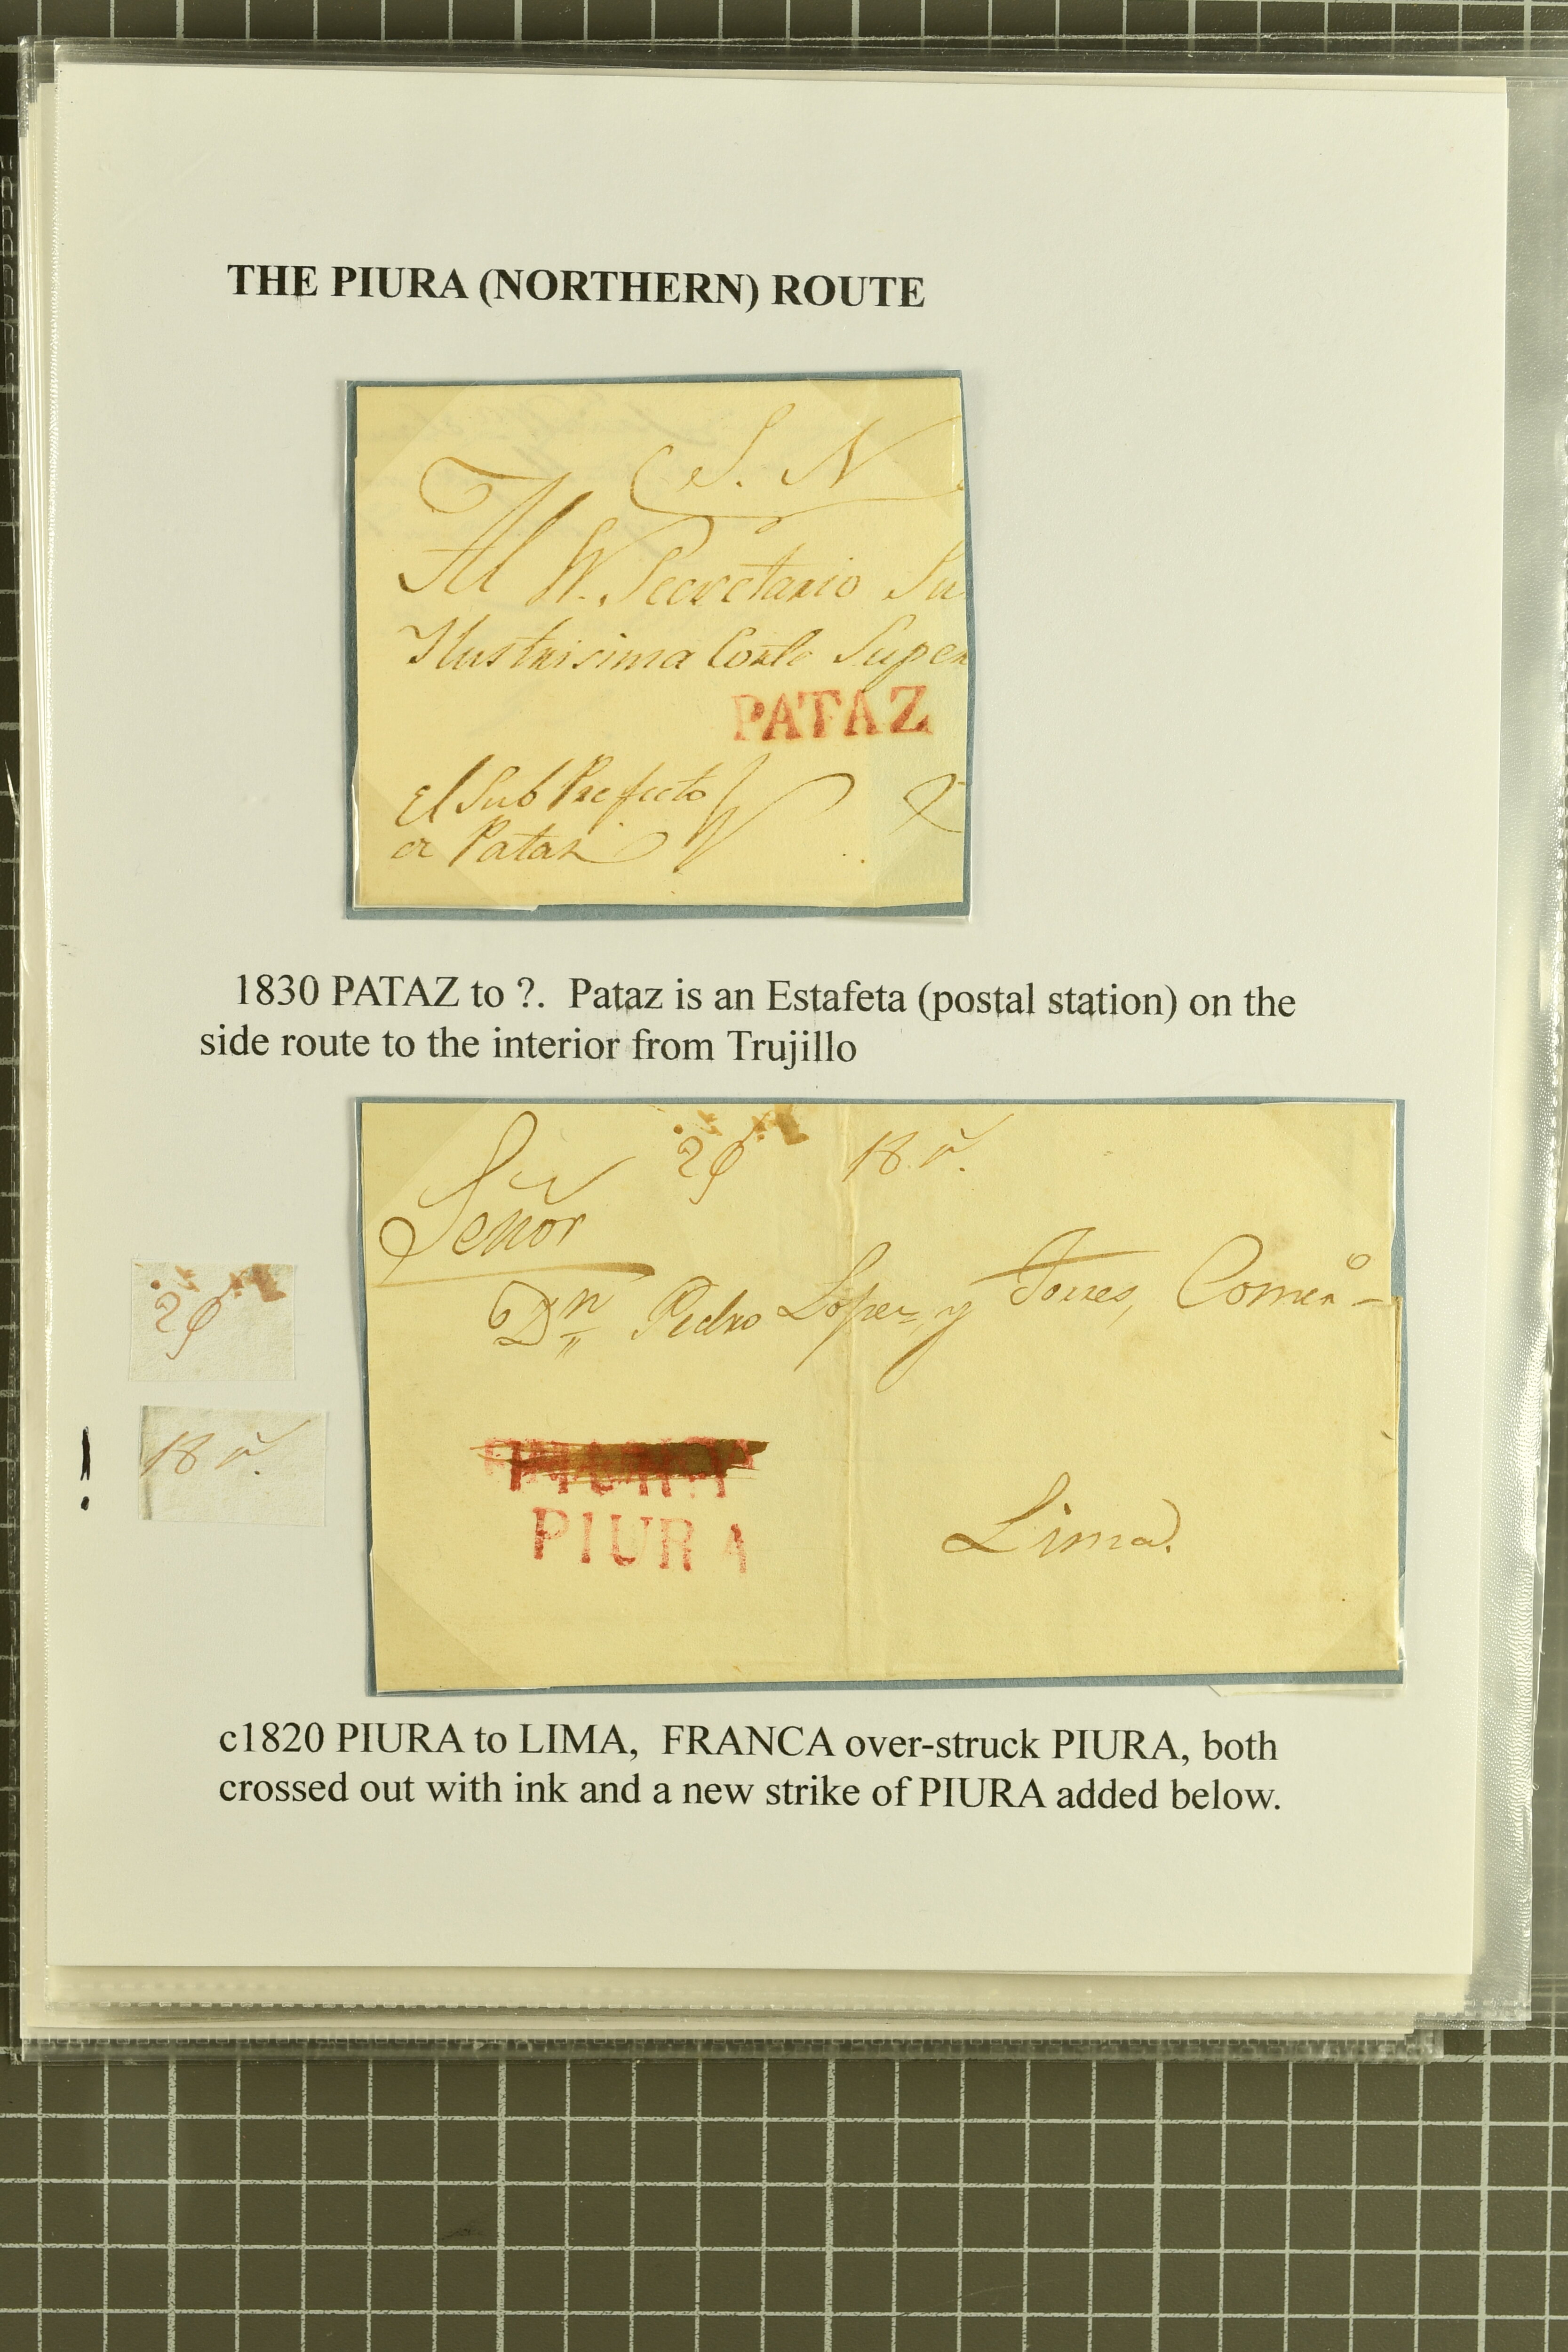 THE PIURA (NORTHERN) ROUTE
S. N
Al Sr. Secretario Su
Ilustrisima Corte Super
PATAZ
El Sub Prefecto
Pataz
1830 PATAZ to ?. Pataz is an Estafeta (postal station) on the
side route to the interior from Trujillo
Señor
Dn Pedro Lopez, y Torres,
PIURA
Lima.
c1820 PIURA to LIMA, FRANCA over-struck PIURA, both
crossed out with ink and a new strike of PIURA added below.